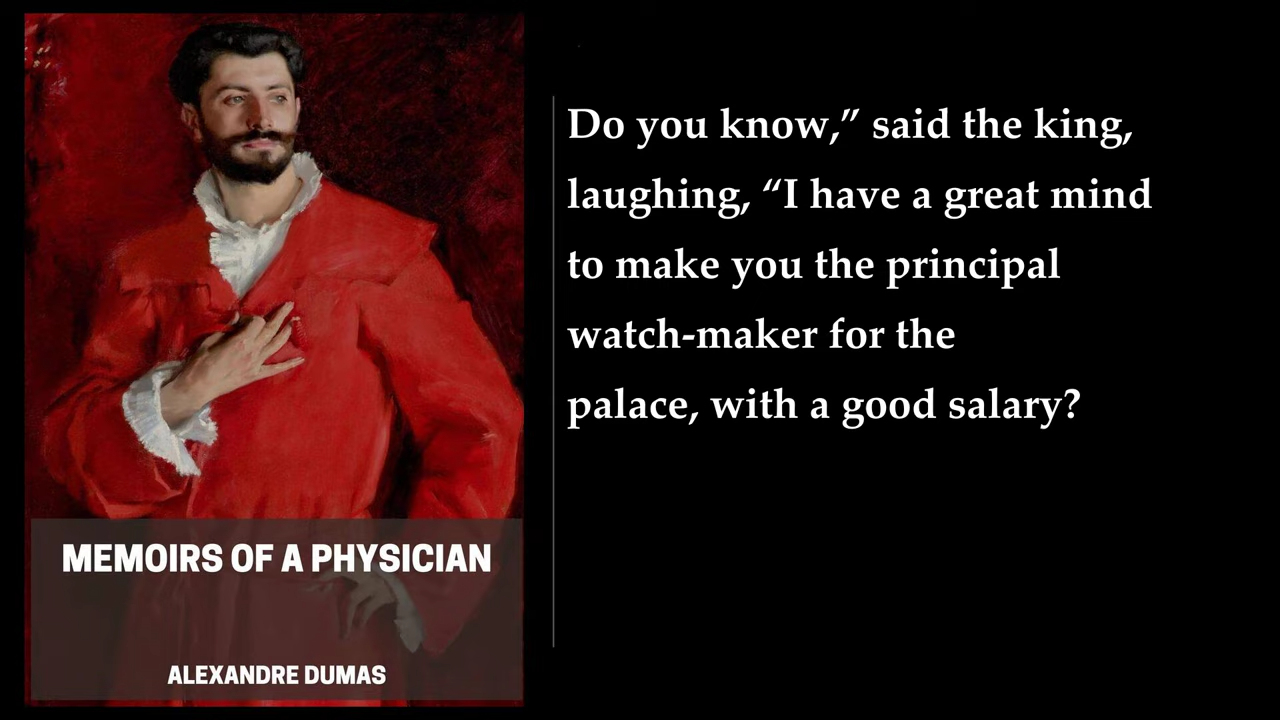 Do you know,” said the king,
laughing, “I have a great mind
to make you the principal
watch-maker for the
palace, with a good salary?
MEMOIRS OF A PHYSICIAN
ALEXANDRE DUMAS